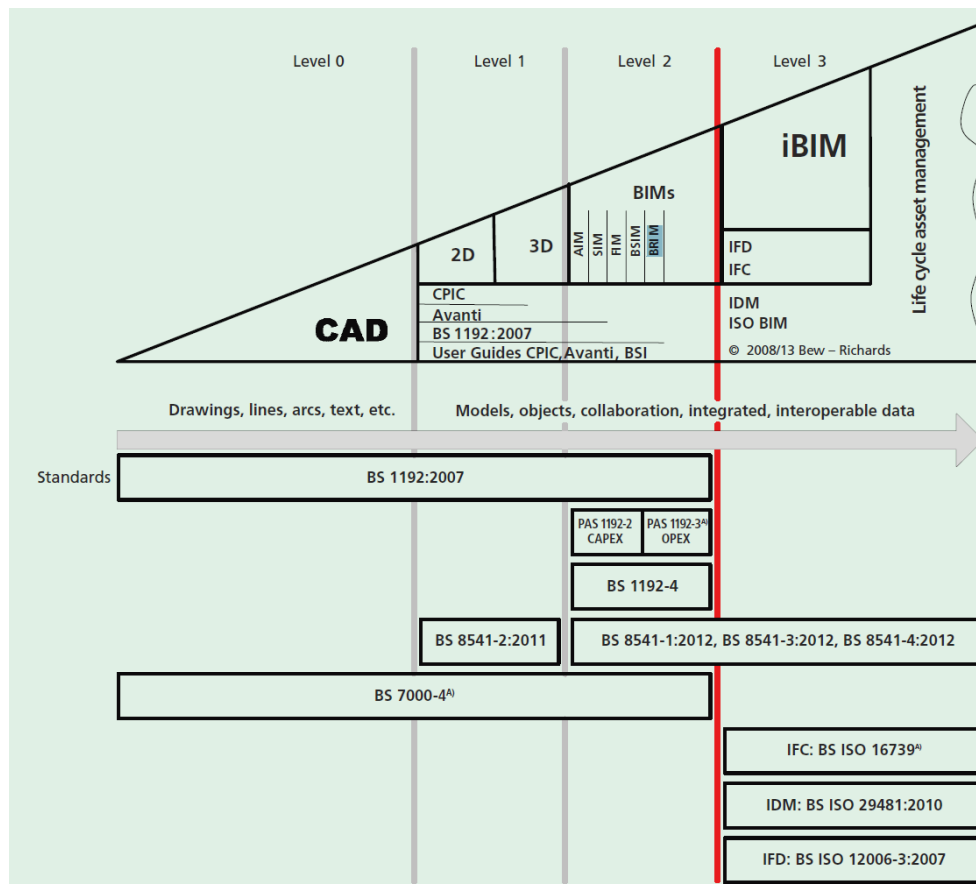 Level 0
Level 1
Level 2
Level 3
iBIM
Life cycle asset management
BIMs
2D
3D
AIM
SIM
FIM
BSIM
BRIM
IFD
IFC
CAD
CPIC
Avanti
BS 1192:2007
User Guides CPIC, Avanti, BSI
IDM
ISO BIM
© 2008/13 Bew – Richards
Drawings, lines, arcs, text, etc.
Models, objects, collaboration, integrated, interoperable data
Standards
BS 1192:2007
PAS 1192-2
CAPEX
PAS 1192-3A)
OPEX
BS 1192-4
BS 8541-2:2011
BS 8541-1:2012, BS 8541-3:2012, BS 8541-4:2012
BS 7000-4A)
IFC: BS ISO 16739A)
IDM: BS ISO 29481:2010
IFD: BS ISO 12006-3:2007